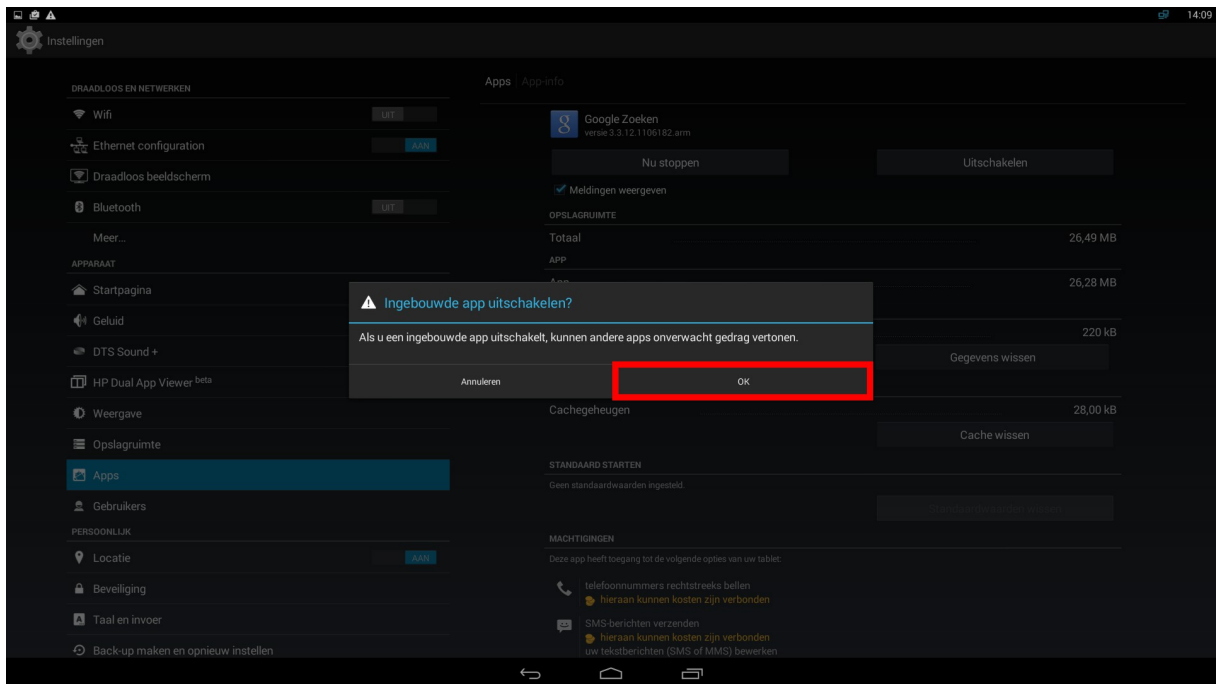 14:09
Instellingen
DRAADLOOS EN NETWERKEN
Wifi
UIT
Ethernet configuration
AAN
Draadloos beeldscherm
Bluetooth
UIT
Meer...
APPARAAT
Startpagina
Geluid
DTS Sound +
HP Dual App Viewer beta
Weergave
Opslagruimte
Apps
Gebruikers
PERSOONLIJK
Locatie
AAN
Beveiliging
Taal en invoer
Back-up maken en opnieuw instellen
Apps App-info
Google Zoeken
versie 3.3.12.1106182.arm
Nu stoppen
Uitschakelen
Meldingen weergeven
OPSLAGRUIMTE
Totaal
26,49 MB
APP
App
26,28 MB
220 kB
Gegevens wissen
Ingebouwde app uitschakelen?
Als u een ingebouwde app uitschakelt, kunnen andere apps onverwacht gedrag vertonen.
Annuleren
OK
Cachegeheugen
28,00 kB
Cache wissen
STANDAARD STARTEN
Geen standaardwaarden ingesteld.
MACHTIGINGEN
Deze app heeft toegang tot de volgende opties van uw tablet:
telefoonnummers rechtstreeks bellen
hieraan kunnen kosten zijn verbonden
SMS-berichten verzenden
hieraan kunnen kosten zijn verbonden
uw tekstberichten (SMS of MMS) bewerken